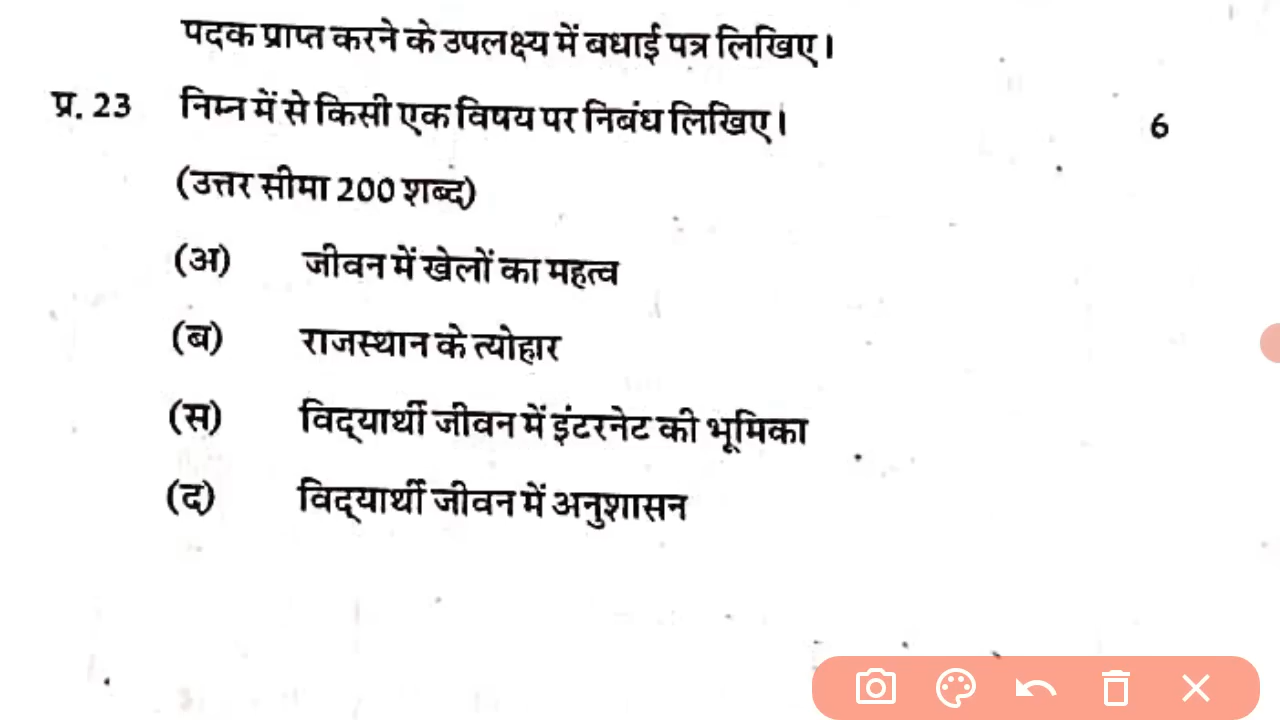 पदक प्राप्त करने के उपलक्ष्य में बधाई पत्र लिखिए।
प्र. 23 निम्न में से किसी एक विषय पर निबंध लिखिए। 6
(उत्तर सीमा 200 शब्द)
(अ) जीवन में खेलों का महत्व
(ब) राजस्थान के त्योहार
(स) विद्‌यार्थी जीवन में इंटरनेट की भूमिका
(द) विद्‌यार्थी जीवन में अनुशासन